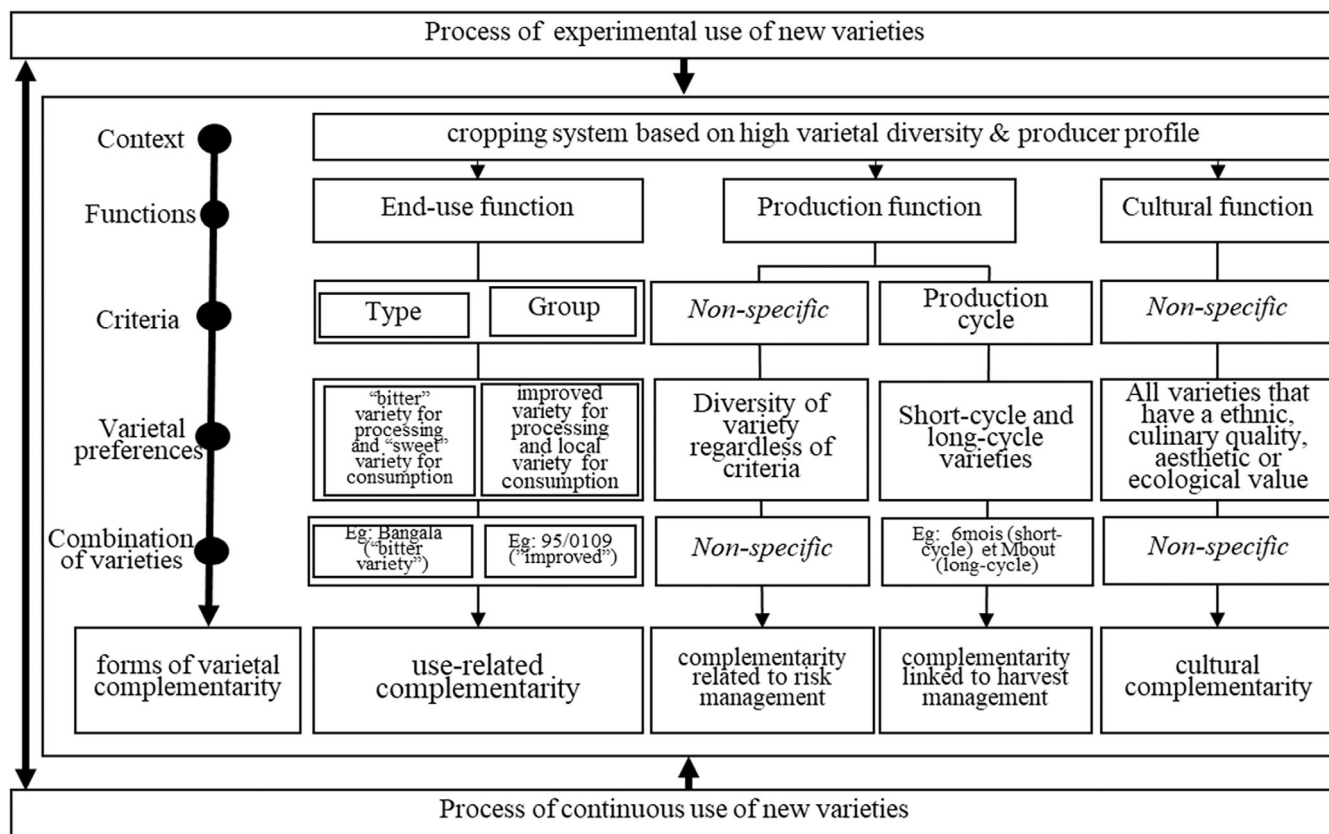 Process of experimental use of new varieties
Context
cropping system based on high varietal diversity & producer profile
Functions
End-use function
Production function
Cultural function
Criteria
Type
Group
Non-specific
Production
cycle
Non-specific
Varietal
preferences
“bitter”
variety for
processing
and “sweet”
variety for
consumption
improved
variety for
processing
and local
variety for
consumption
Diversity of
variety
regardless of
criteria
Short-cycle and
long-cycle
varieties
All varieties that
have a ethnic,
culinary quality,
aesthetic or
ecological value
Combination
of varieties
Eg: Bangala
(“bitter
variety”)
Eg: 95/0109
(”improved”)
Non-specific
Eg: 6mois (short-
cycle) et Mbout
(long-cycle)
Non-specific
forms of varietal
complementarity
use-related
complementarity
complementarity
related to risk
management
complementarity
linked to harvest
management
cultural
complementarity
Process of continuous use of new varieties